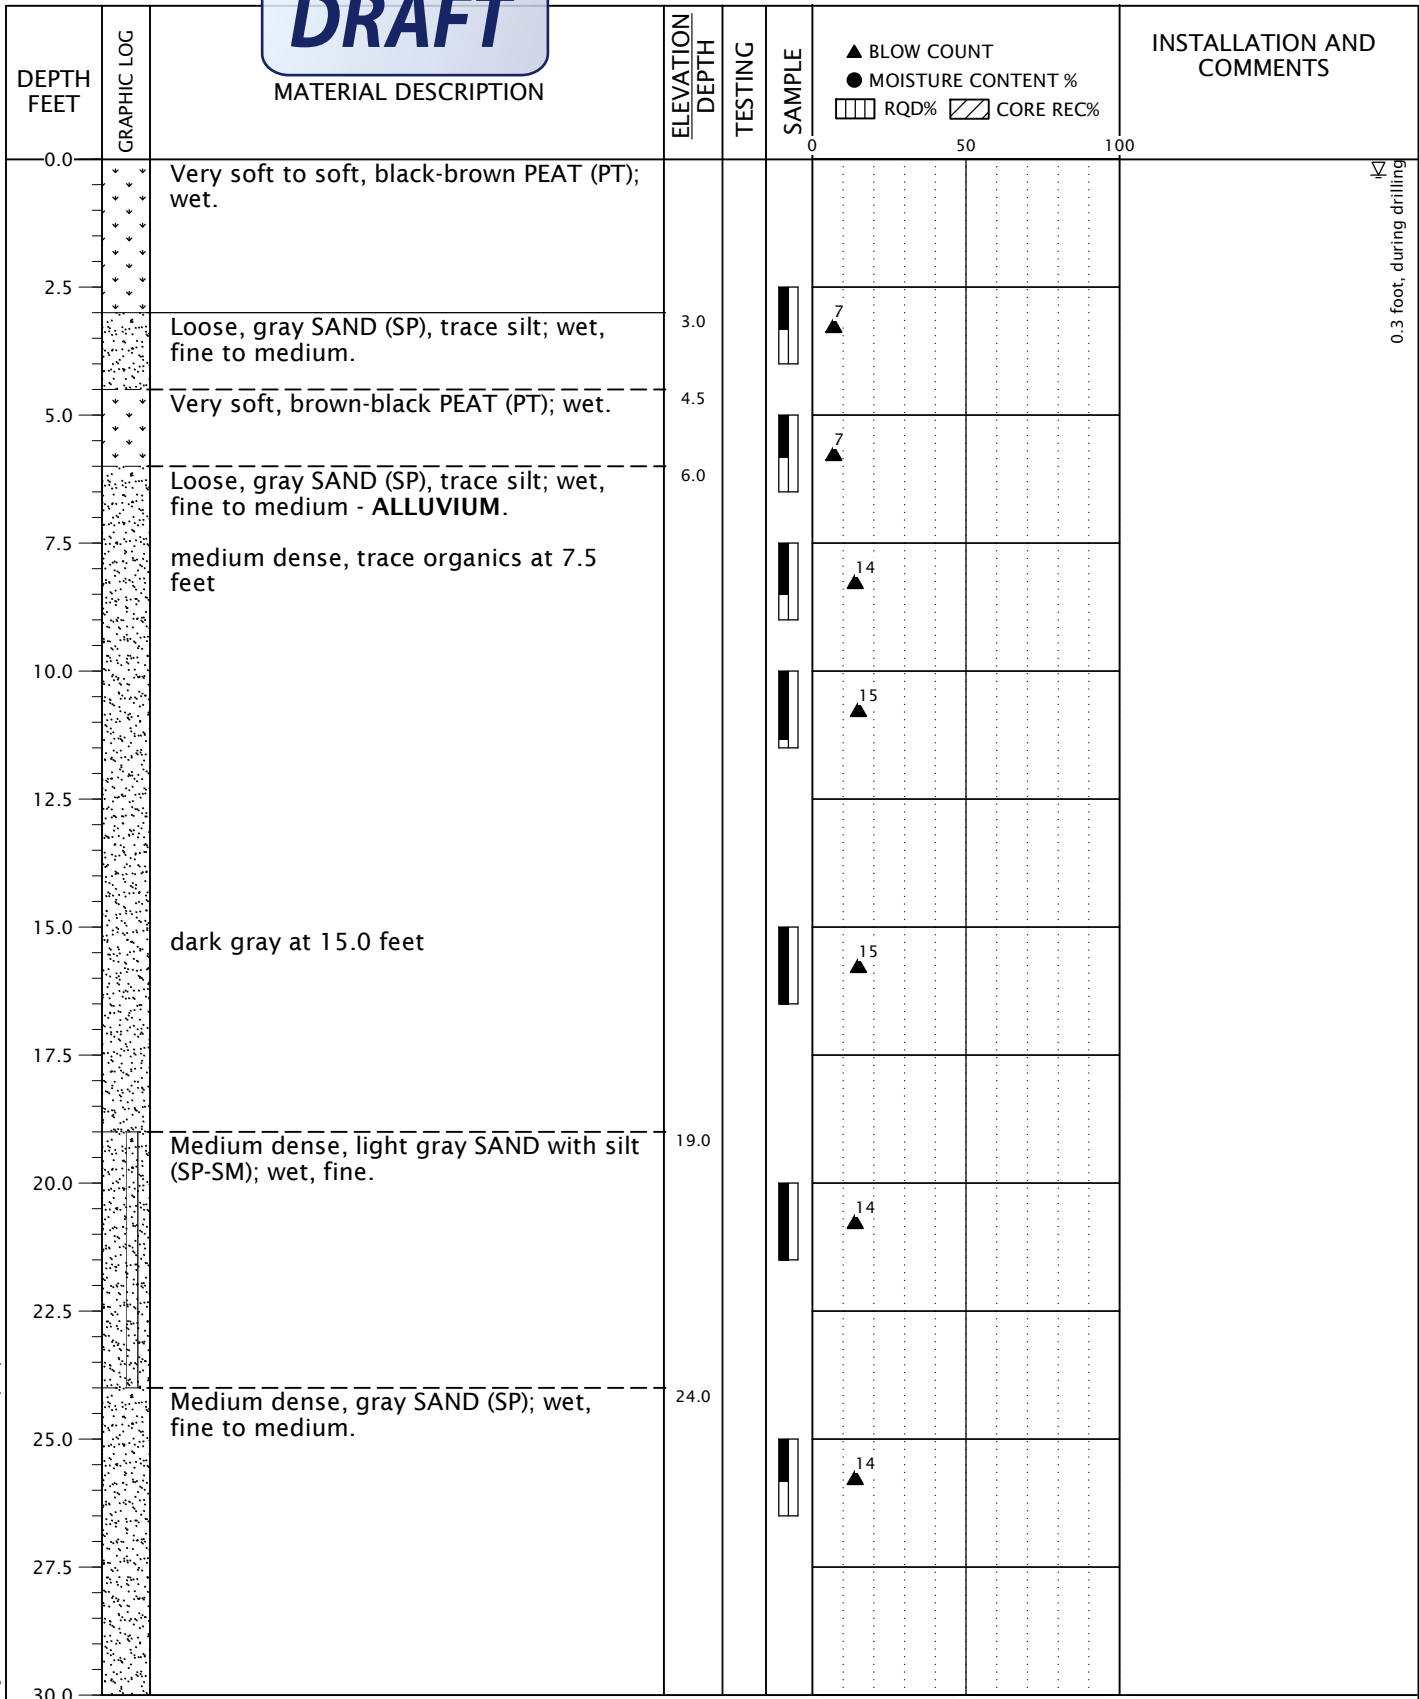 DRAFT
DEPTH
FEET
GRAPHIC LOG
MATERIAL DESCRIPTION
ELEVATION
DEPTH
TESTING
SAMPLE
▲ BLOW COUNT
● MOISTURE CONTENT %
RQD% CORE REC%
0 50 100
INSTALLATION AND
COMMENTS
0.0
Very soft to soft, black-brown PEAT (PT);
wet.
0.3 foot, during drilling
2.5
7
3.0
Loose, gray SAND (SP), trace silt; wet,
fine to medium.
4.5
Very soft, brown-black PEAT (PT); wet.
5.0
7
6.0
Loose, gray SAND (SP), trace silt; wet,
fine to medium - ALLUVIUM.
7.5
medium dense, trace organics at 7.5
feet
14
10.0
15
12.5
15.0
dark gray at 15.0 feet
15
17.5
Medium dense, light gray SAND with silt
(SP-SM); wet, fine.
19.0
20.0
14
22.5
Medium dense, gray SAND (SP); wet,
fine to medium.
24.0
25.0
14
27.5
30.0